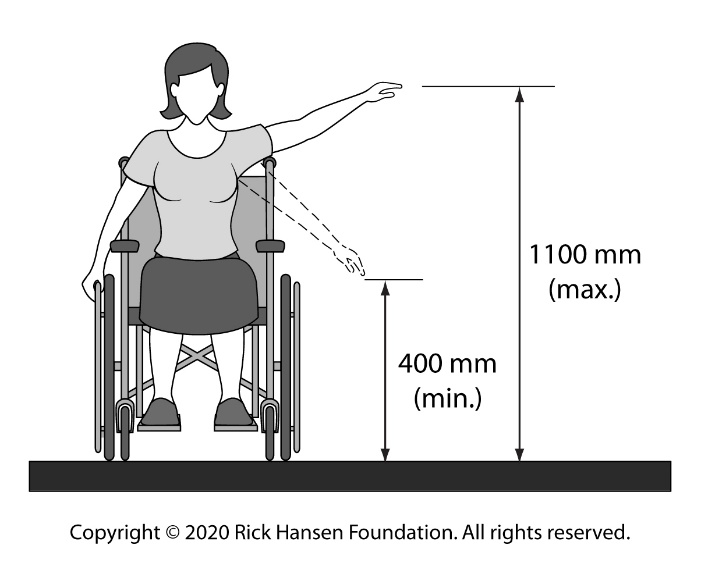 1100 mm
(max.)
400 mm
(min.)
Copyright © 2020 Rick Hansen Foundation. All rights reserved.